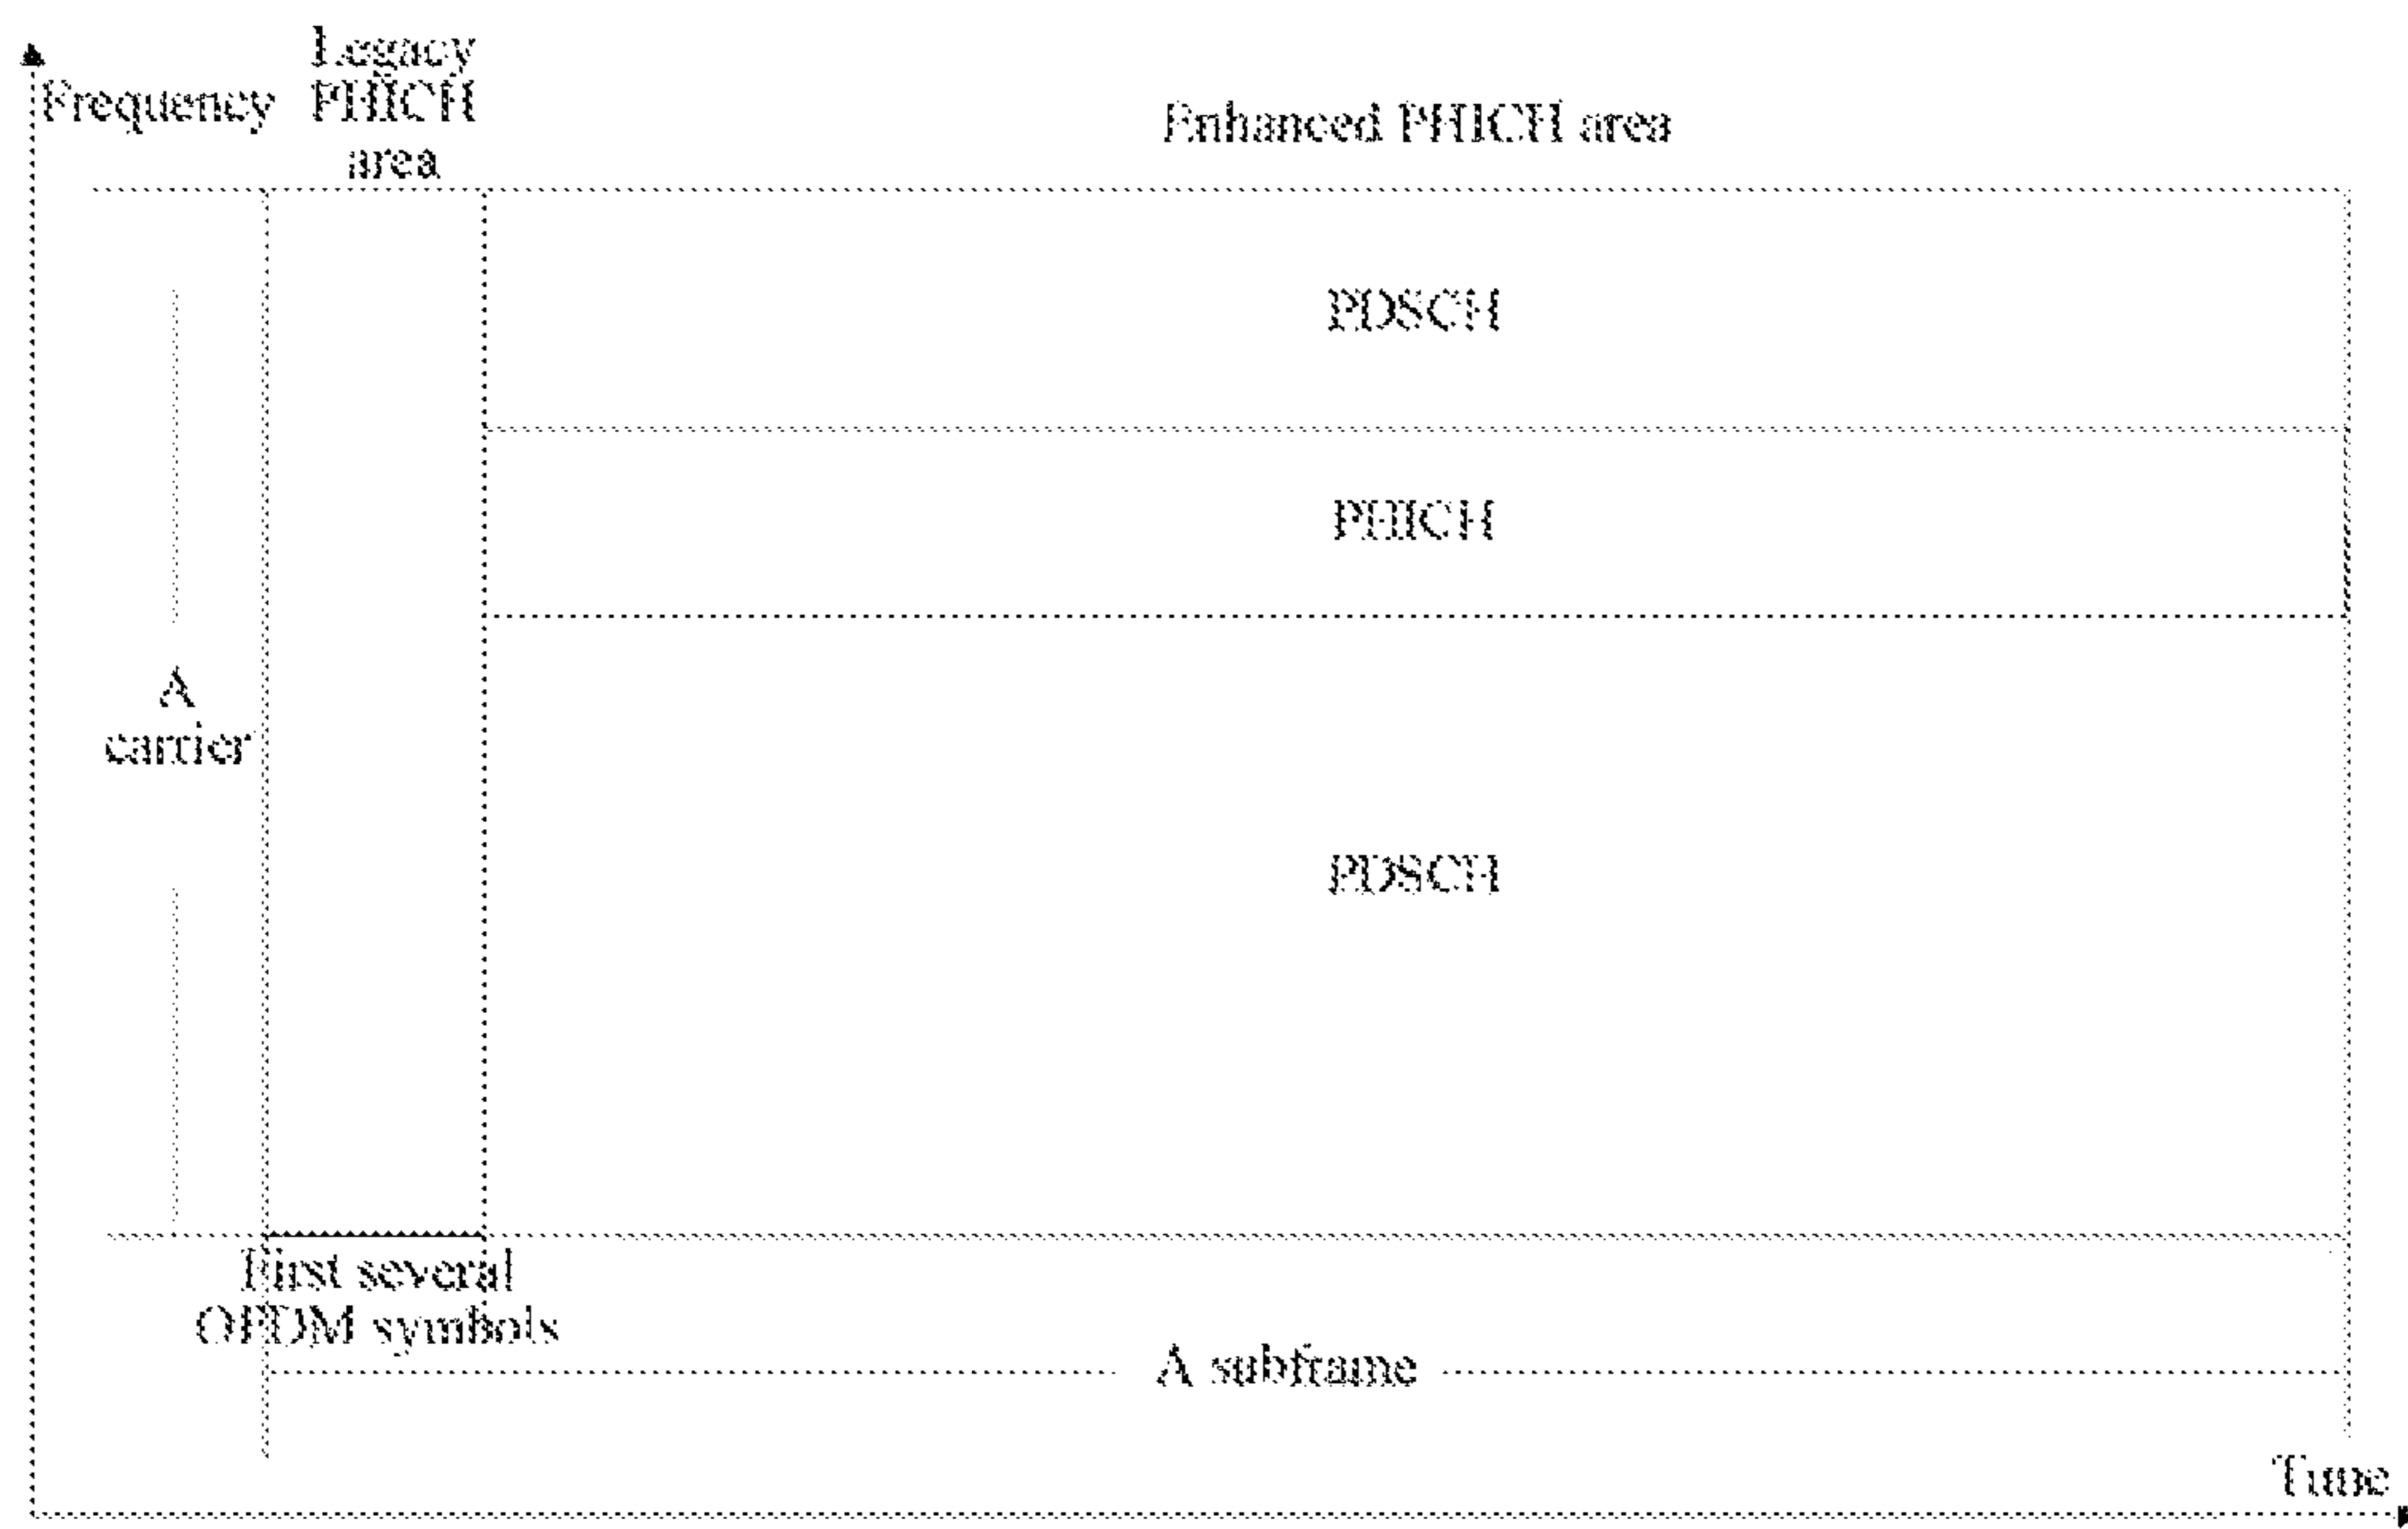 Frequency
Legacy
PHICH
area
Enhanced PHICH area
PDSCH
PHICH
A
carrier
PDSCH
First several
OFDM symbols
A subframe
Time